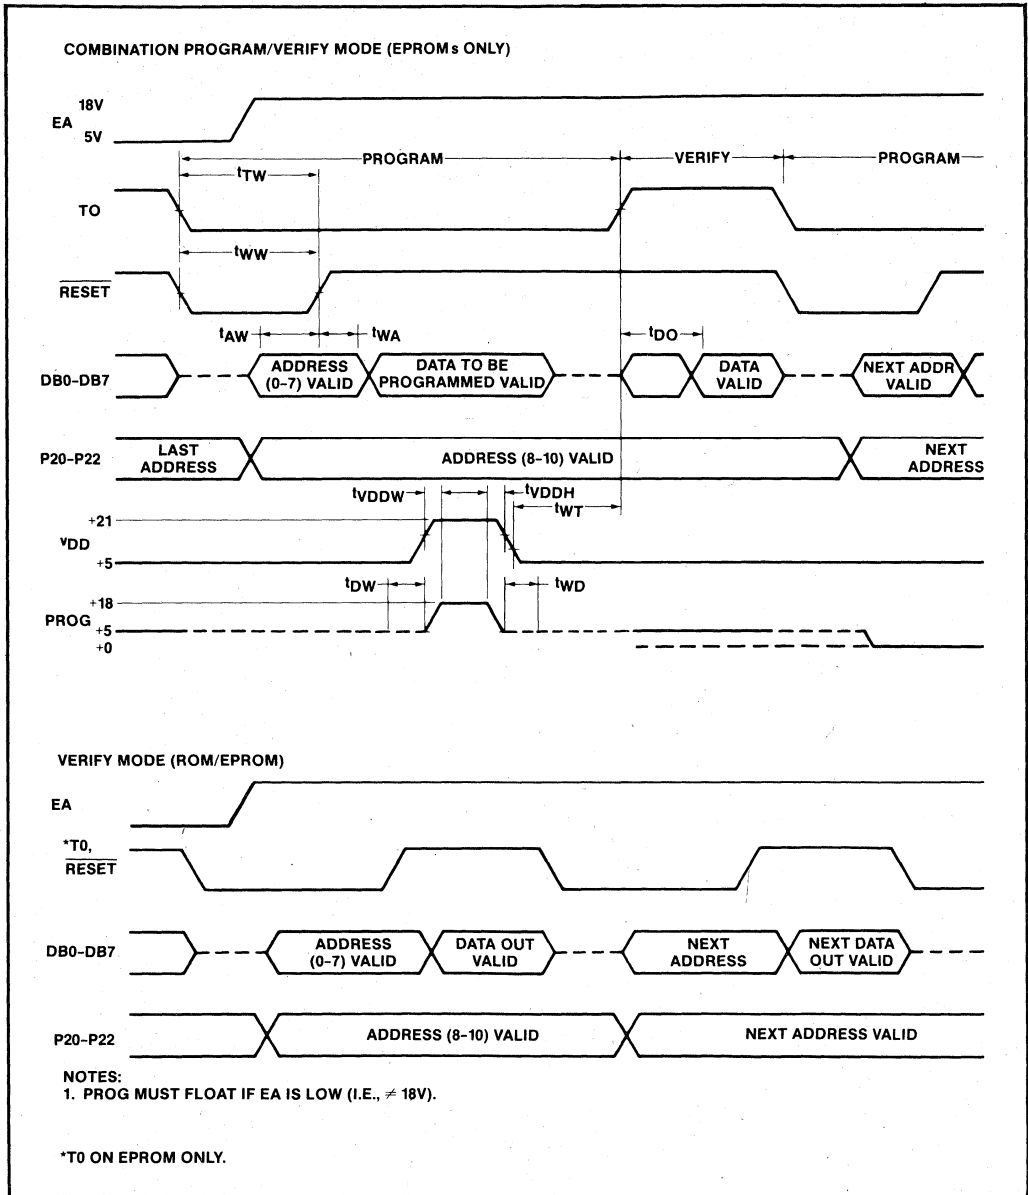 COMBINATION PROGRAM/VERIFY MODE (EPROMs ONLY)
18V
EA
5V
PROGRAM
VERIFY
PROGRAM
tTW
TO
tWW
RESET
tAW
tWA
tDO
DB0–DB7
ADDRESS
(0–7) VALID
DATA TO BE
PROGRAMMED VALID
DATA
VALID
NEXT ADDR
VALID
P20–P22
LAST
ADDRESS
ADDRESS (8–10) VALID
NEXT
ADDRESS
tVDDW
tVDDH
tWT
+21
VDD
+5
tDW
tWD
+18
PROG
+5
+0
VERIFY MODE (ROM/EPROM)
EA
*T0,
RESET
DB0–DB7
ADDRESS
(0–7) VALID
DATA OUT
VALID
NEXT
ADDRESS
NEXT DATA
OUT VALID
P20–P22
ADDRESS (8–10) VALID
NEXT ADDRESS VALID
NOTES:
1. PROG MUST FLOAT IF EA IS LOW (I.E., ≠ 18V).
*T0 ON EPROM ONLY.